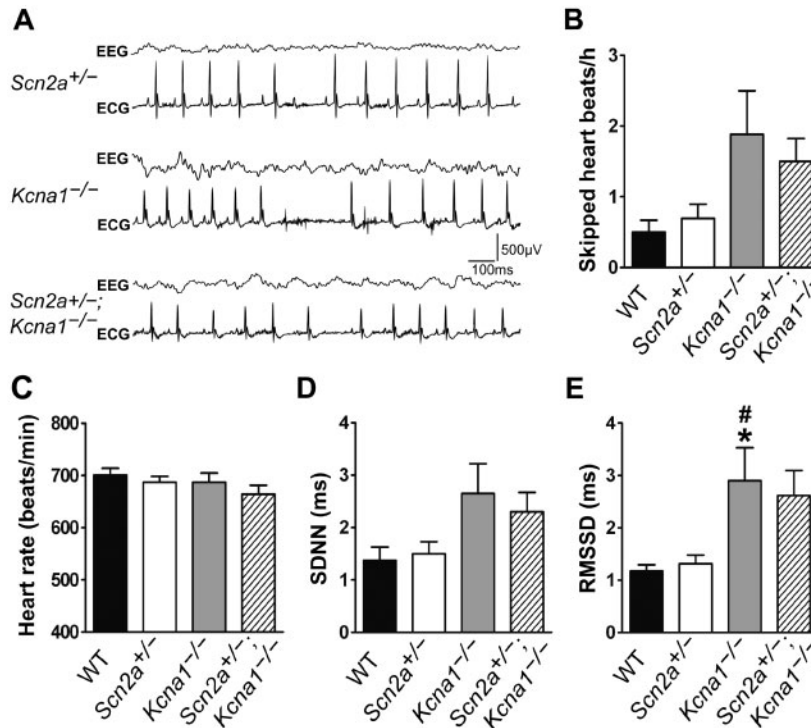 A
EEG
Scn2a+/−
ECG
EEG
Kcna1−/−
ECG
500μV
100ms
EEG
Scn2a+/−;
Kcna1−/−
ECG
B
Skipped heart beats/h
3
2
1
0
WT
Scn2a+/−
Kcna1−/−
Scn2a+/−;
Kcna1−/−
C
Heart rate (beats/min)
800
700
600
500
400
WT
Scn2a+/−
Kcna1−/−
Scn2a+/−;
Kcna1−/−
D
SDNN (ms)
4
3
2
1
0
WT
Scn2a+/−
Kcna1−/−
Scn2a+/−;
Kcna1−/−
E
RMSSD (ms)
4
3
2
1
0
#
*
WT
Scn2a+/−
Kcna1−/−
Scn2a+/−;
Kcna1−/−